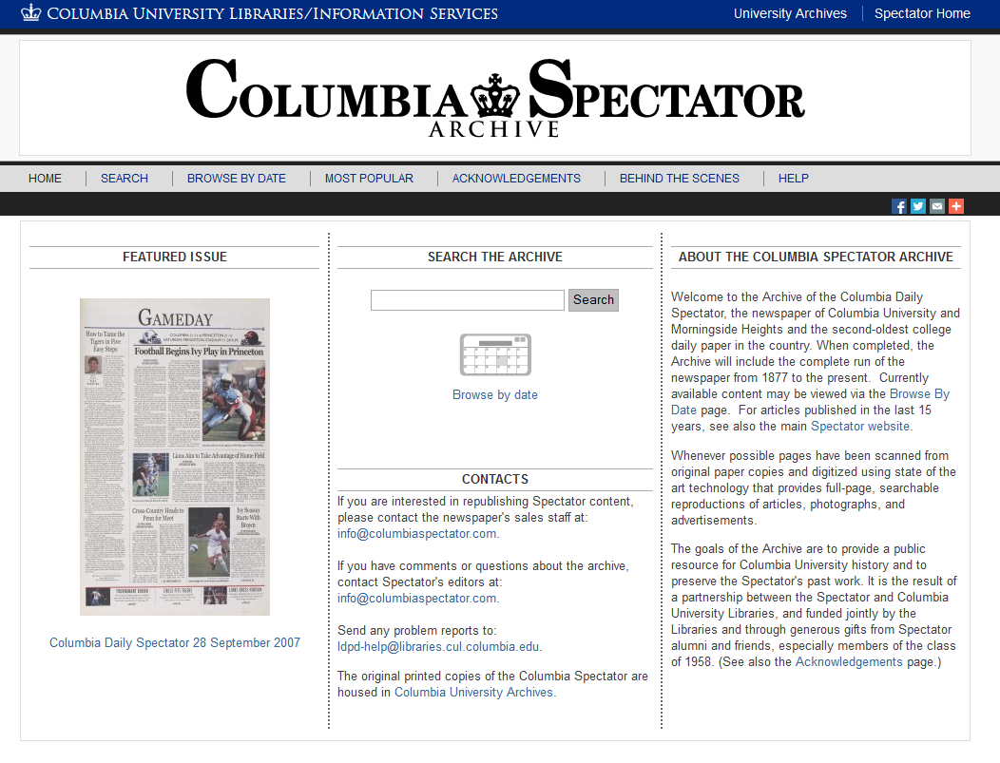 COLUMBIA UNIVERSITY LIBRARIES/INFORMATION SERVICES
University Archives
Spectator Home
COLUMBIA SPECTATOR
ARCHIVE
HOME
SEARCH
BROWSE BY DATE
MOST POPULAR
ACKNOWLEDGEMENTS
BEHIND THE SCENES
HELP
FEATURED ISSUE
GAMEDAY
COLUMBIA (1-1) at PRINCETON (1-1)
How to Tame the
Tigers in Five
Easy Steps
Football Begins Ivy Play in Princeton
Lions Aim to Take Advantage of Home Field
Cross-Country Heads to
Penn for Meet
Ivy Season
Starts With
Brown
Columbia Daily Spectator 28 September 2007
SEARCH THE ARCHIVE
Search
Browse by date
CONTACTS
If you are interested in republishing Spectator content,
please contact the newspaper's sales staff at:
info@columbiaspectator.com.
If you have comments or questions about the archive,
contact Spectator's editors at:
info@columbiaspectator.com.
Send any problem reports to:
ldpd-help@libraries.cul.columbia.edu.
The original printed copies of the Columbia Spectator are
housed in Columbia University Archives.
ABOUT THE COLUMBIA SPECTATOR ARCHIVE
Welcome to the Archive of the Columbia Daily
Spectator, the newspaper of Columbia University and
Morningside Heights and the second-oldest college
daily paper in the country. When completed, the
Archive will include the complete run of the
newspaper from 1877 to the present. Currently
available content may be viewed via the Browse By
Date page. For articles published in the last 15
years, see also the main Spectator website.
Whenever possible pages have been scanned from
original paper copies and digitized using state of the
art technology that provides full-page, searchable
reproductions of articles, photographs, and
advertisements.
The goals of the Archive are to provide a public
resource for Columbia University history and to
preserve the Spectator's past work. It is the result of
a partnership between the Spectator and Columbia
University Libraries, and funded jointly by the
Libraries and through generous gifts from Spectator
alumni and friends, especially members of the class
of 1958. (See also the Acknowledgements page.)